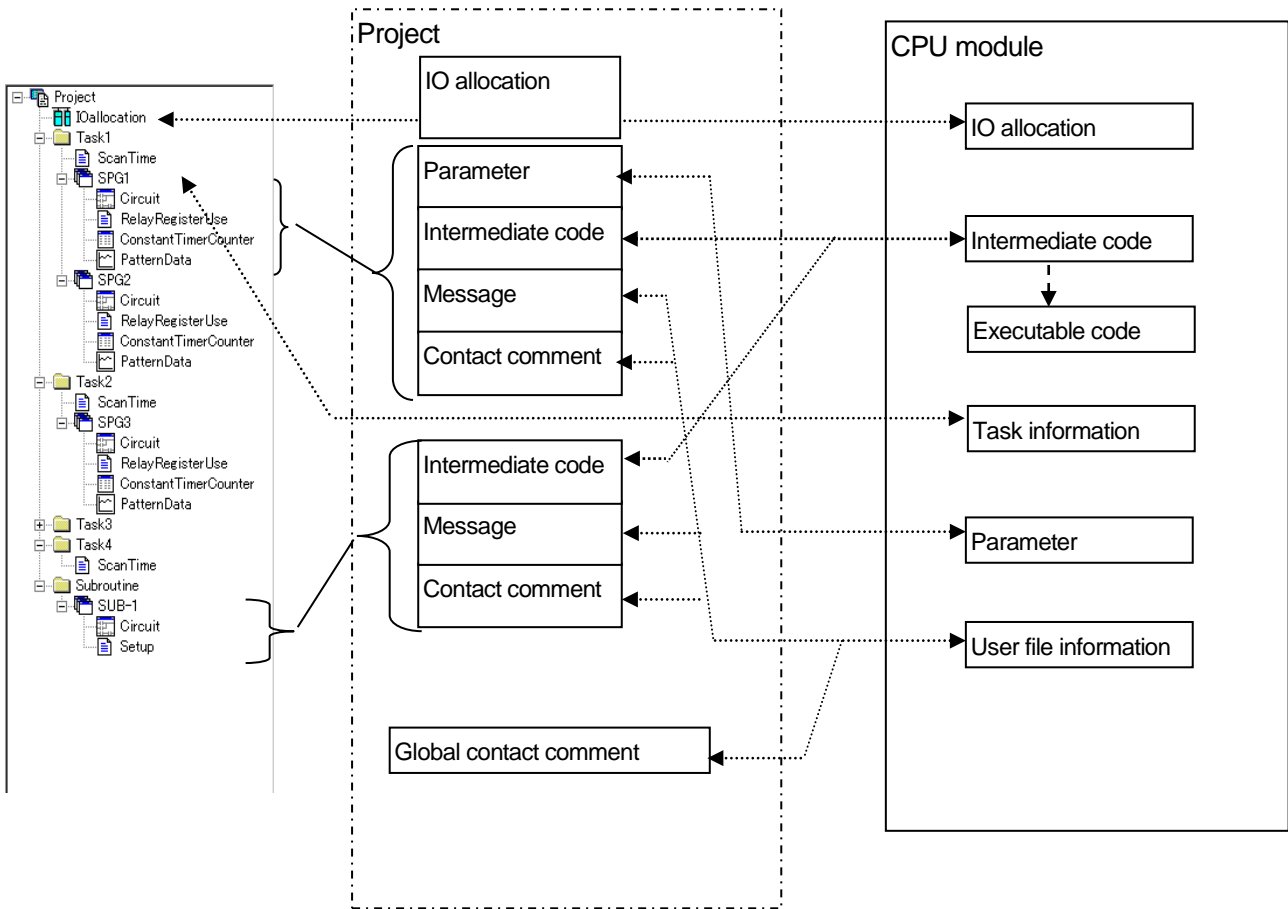 Project
IOallocation
Task1
ScanTime
SPG1
Circuit
RelayRegisterUse
ConstantTimerCounter
PatternData
SPG2
Circuit
RelayRegisterUse
ConstantTimerCounter
PatternData
Task2
ScanTime
SPG3
Circuit
RelayRegisterUse
ConstantTimerCounter
PatternData
Task3
Task4
ScanTime
Subroutine
SUB-1
Circuit
Setup
Project
IO allocation
Parameter
Intermediate code
Message
Contact comment
Intermediate code
Message
Contact comment
Global contact comment
CPU module
IO allocation
Intermediate code
Executable code
Task information
Parameter
User file information